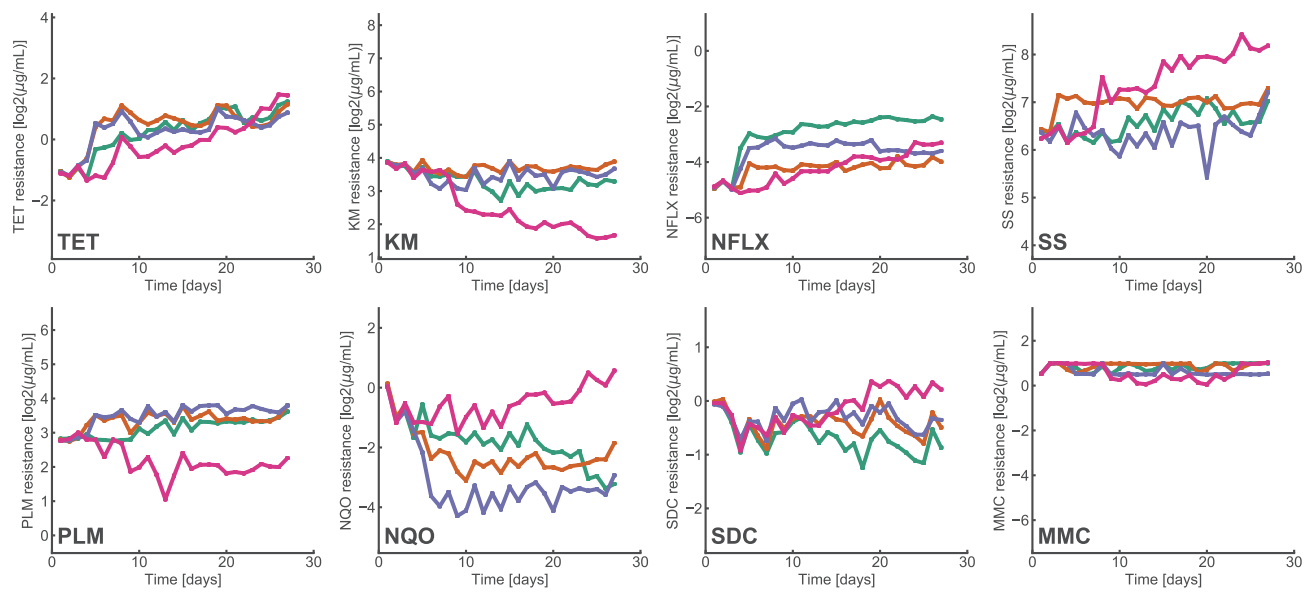 TET resistance [log2(μg/mL)]
4
2
0
−2
TET
0 10 20 30
Time [days]
KM resistance [log2(μg/mL)]
8
7
6
5
4
3
2
1
KM
0 10 20 30
Time [days]
NFLX resistance [log2(μg/mL)]
0
−2
−4
−6
NFLX
0 10 20 30
Time [days]
SS resistance [log2(μg/mL)]
8
7
6
5
4
SS
0 10 20 30
Time [days]
PLM resistance [log2(μg/mL)]
6
5
4
3
2
1
0
PLM
0 10 20 30
Time [days]
NQO resistance [log2(μg/mL)]
2
0
−2
−4
NQO
0 10 20 30
Time [days]
SDC resistance [log2(μg/mL)]
1
0
−1
−2
SDC
0 10 20 30
Time [days]
MMC resistance [log2(μg/mL)]
2
0
−2
−4
−6
MMC
0 10 20 30
Time [days]